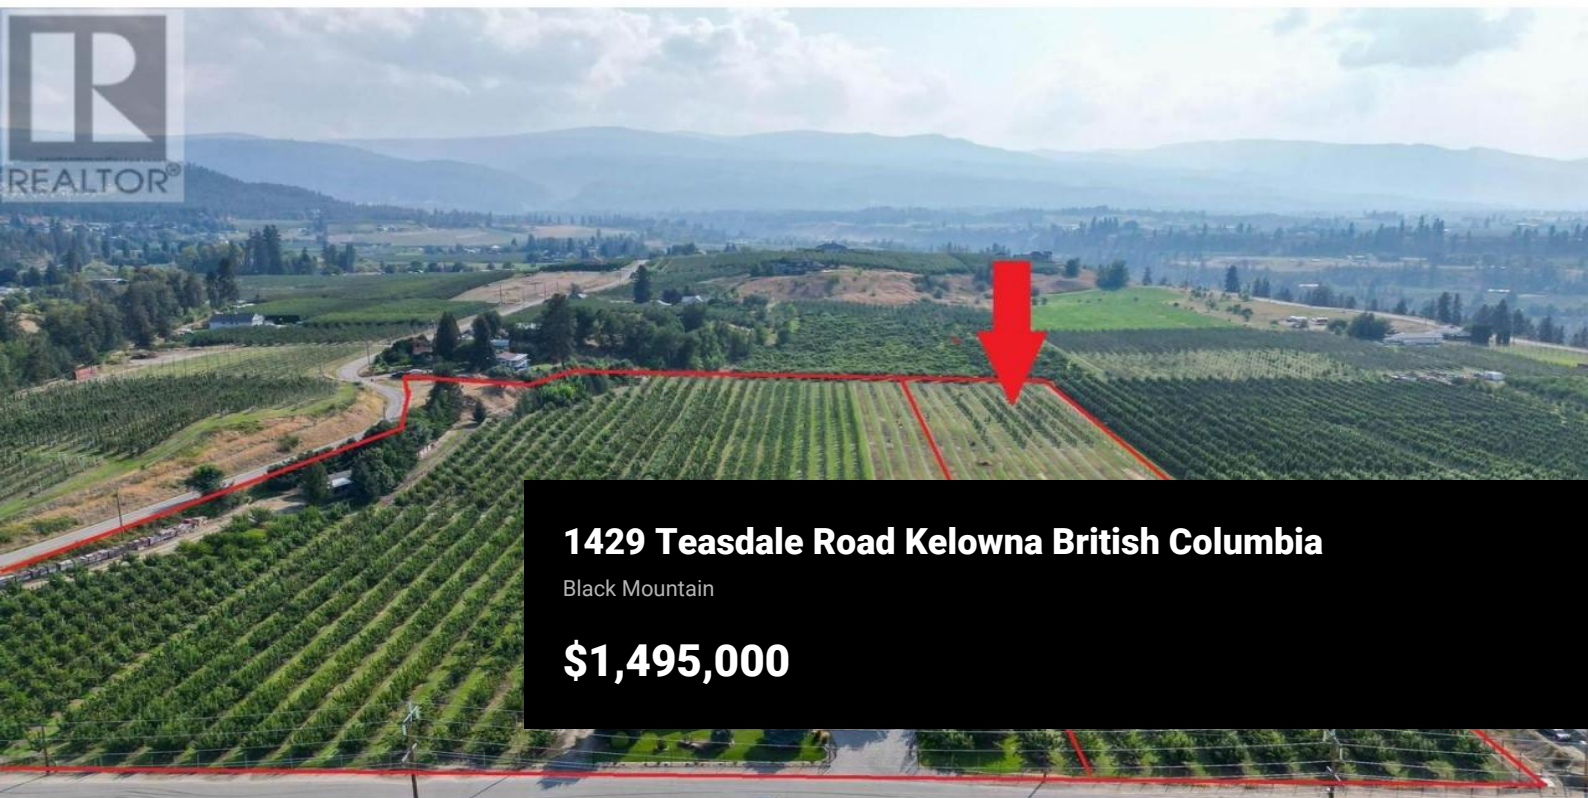 R
REALTOR®
1429 Teasdale Road Kelowna British Columbia
Black Mountain
$1,495,000